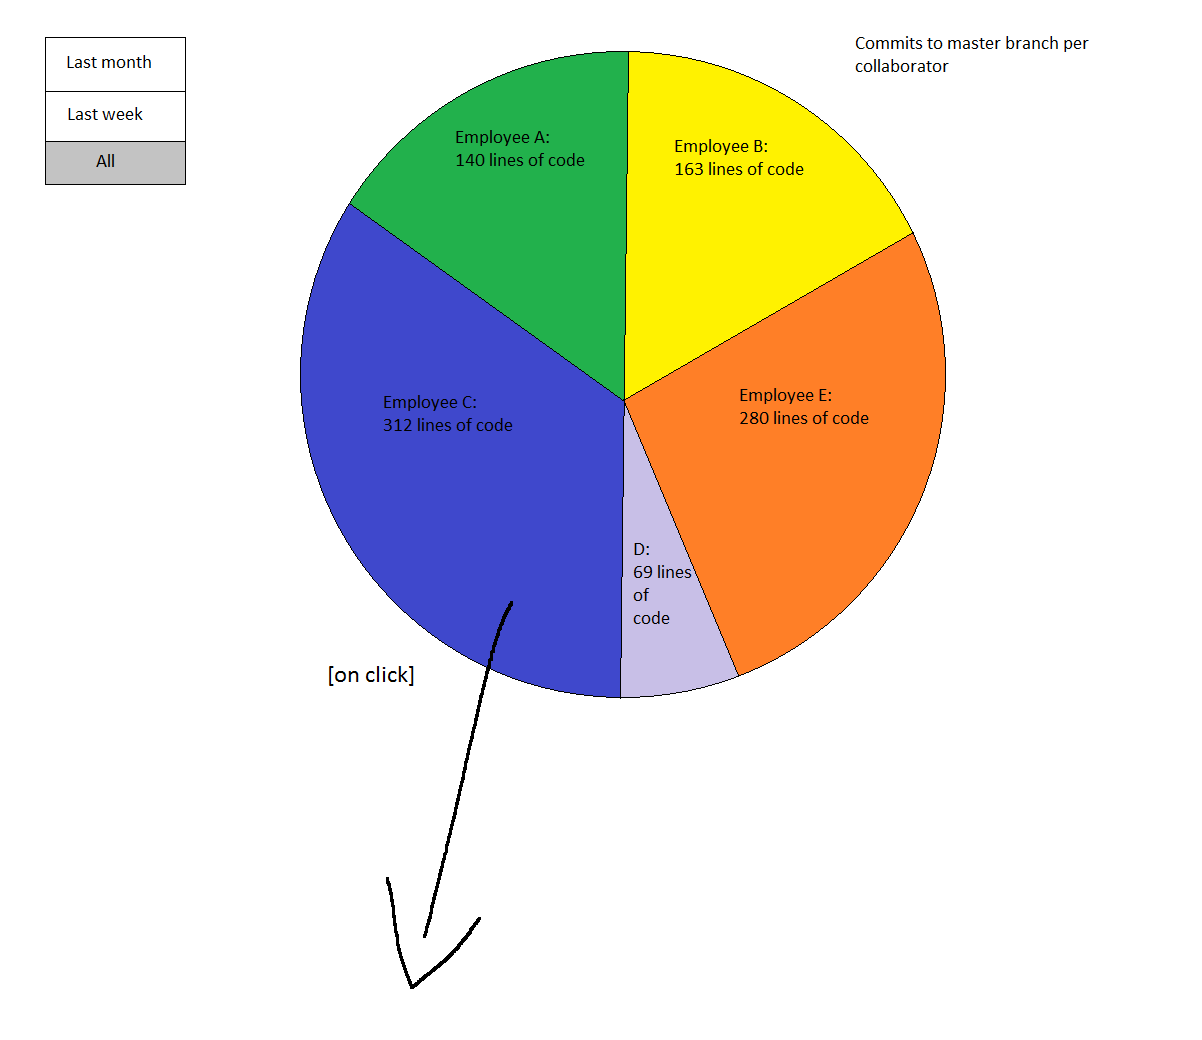 Last month
Last week
All
Commits to master branch per
collaborator
Employee A:
140 lines of code
Employee B:
163 lines of code
Employee C:
312 lines of code
Employee E:
280 lines of code
D:
69 lines
of
code
[on click]